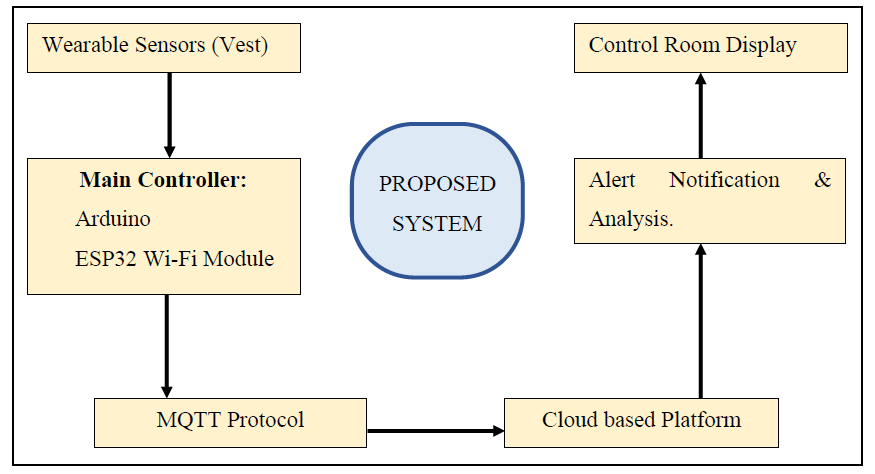 Wearable Sensors (Vest)
Main Controller:
Arduino
ESP32 Wi-Fi Module
MQTT Protocol
PROPOSED
SYSTEM
Cloud based Platform
Alert Notification &
Analysis.
Control Room Display